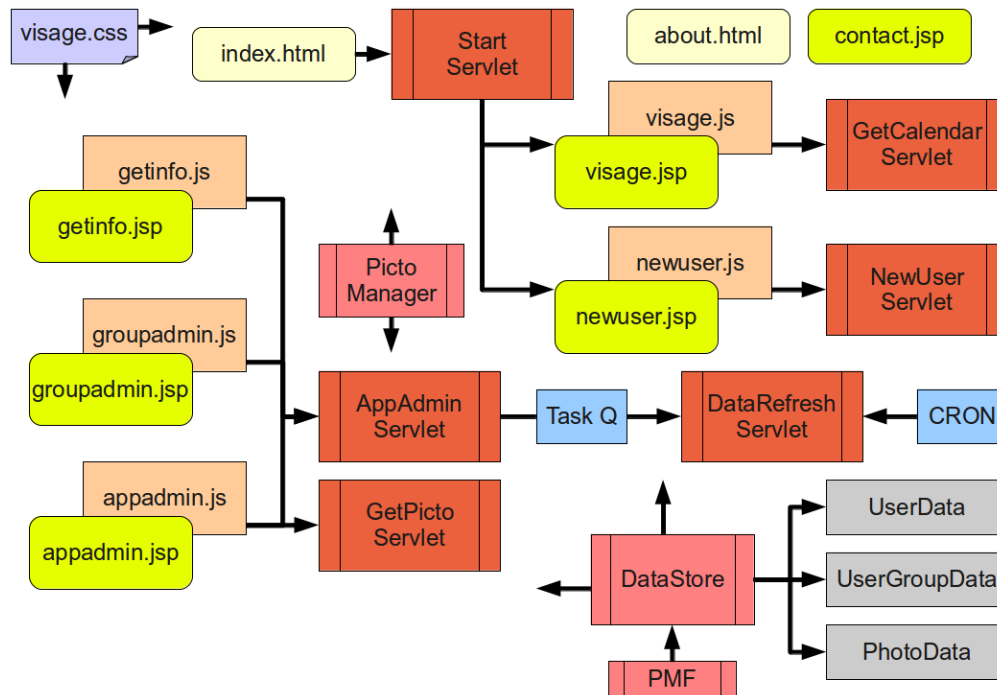 visage.css
index.html
Start
Servlet
about.html
contact.jsp
visage.js
visage.jsp
GetCalendar
Servlet
getinfo.js
getinfo.jsp
Picto
Manager
newuser.js
newuser.jsp
NewUser
Servlet
groupadmin.js
groupadmin.jsp
AppAdmin
Servlet
Task Q
DataRefresh
Servlet
CRON
appadmin.js
appadmin.jsp
GetPicto
Servlet
DataStore
UserData
UserGroupData
PhotoData
PMF